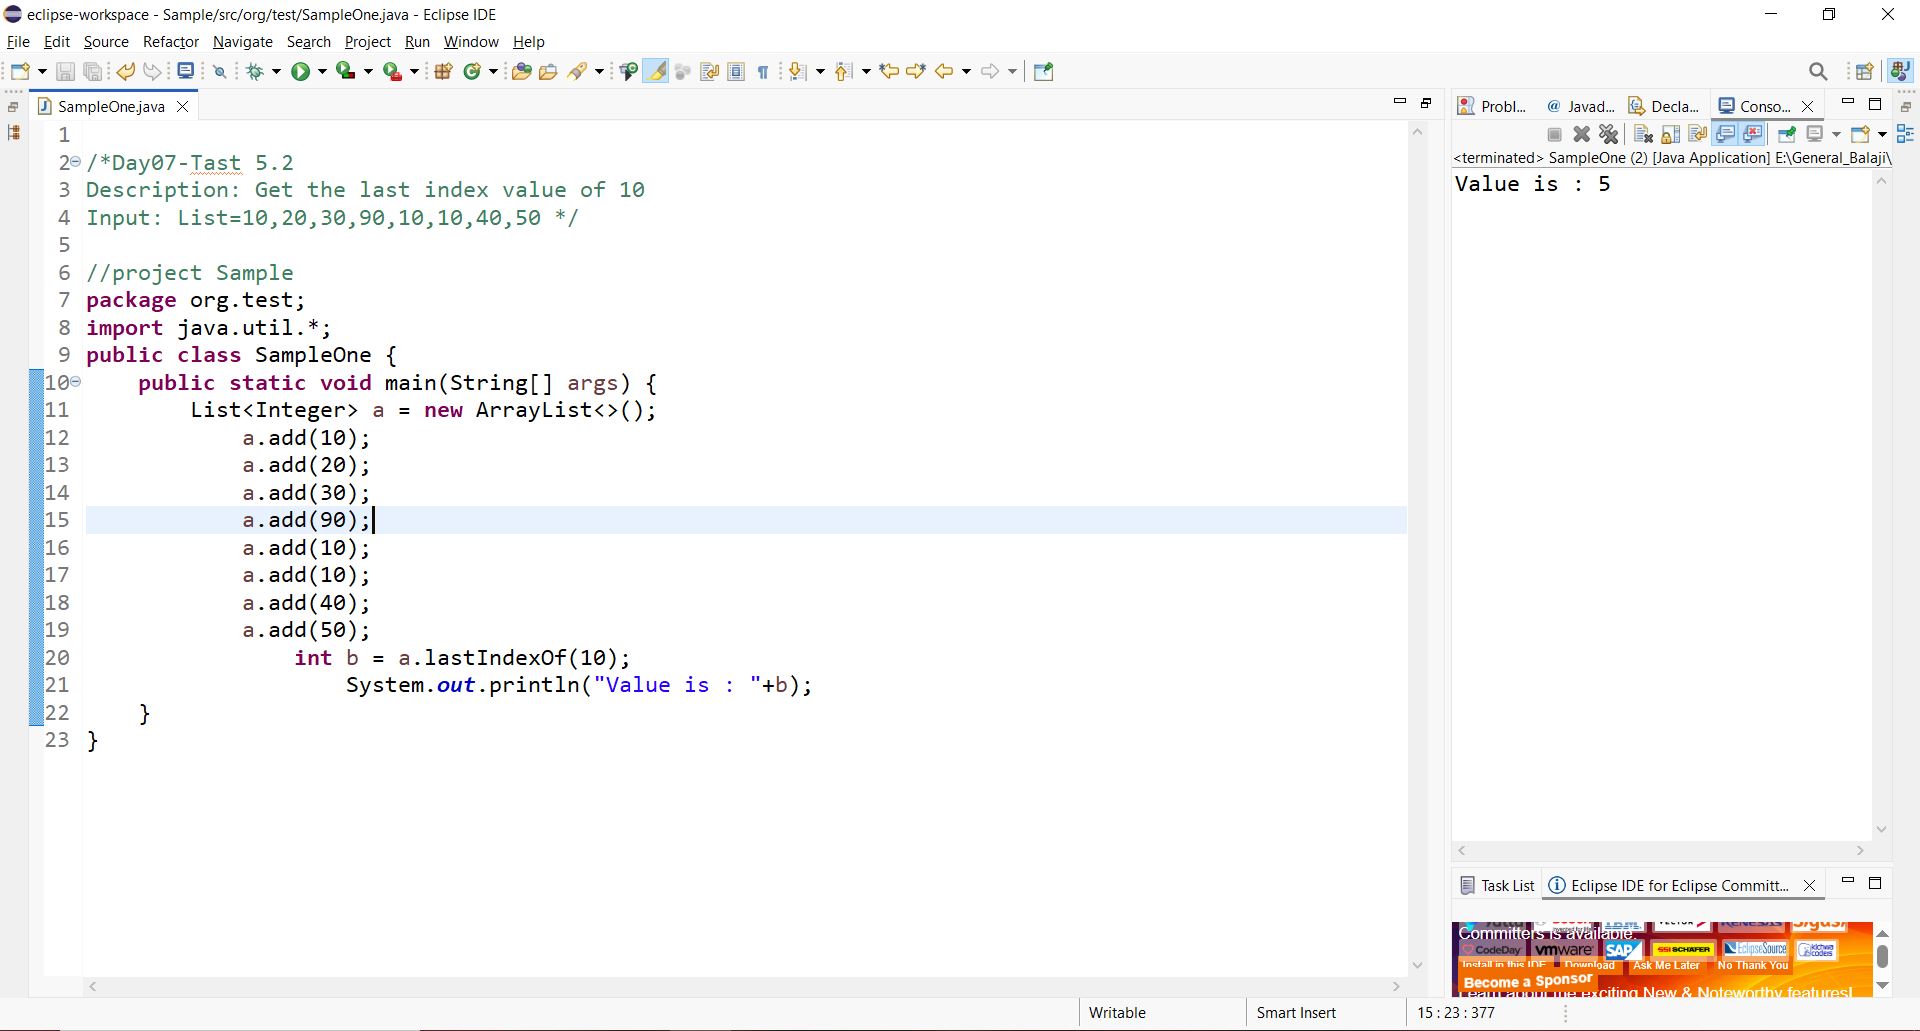 eclipse-workspace - Sample/src/org/test/SampleOne.java - Eclipse IDE
File Edit Source Refactor Navigate Search Project Run Window Help
SampleOne.java
1
2 /*Day07-Tast 5.2
3 Description: Get the last index value of 10
4 Input: List=10,20,30,90,10,10,40,50 */
5
6 //project Sample
7 package org.test;
8 import java.util.*;
9 public class SampleOne {
10 public static void main(String[] args) {
11 List<Integer> a = new ArrayList<>();
12 a.add(10);
13 a.add(20);
14 a.add(30);
15 a.add(90);
16 a.add(10);
17 a.add(10);
18 a.add(40);
19 a.add(50);
20 int b = a.lastIndexOf(10);
21 System.out.println("Value is : "+b);
22 }
23 }
Probl... @ Javad... Decla... Conso...
<terminated> SampleOne (2) [Java Application] E:\General_Balaji\
Value is : 5
Task List Eclipse IDE for Eclipse Committ...
Committers is available.
CodeDay vmware SAP SSI SCHÄFER EclipseSource kichwa coders
Install in this IDE Download Ask Me Later No Thank You
Become a Sponsor
Learn about the exciting New & Noteworthy features!
Writable Smart Insert 15 : 23 : 377